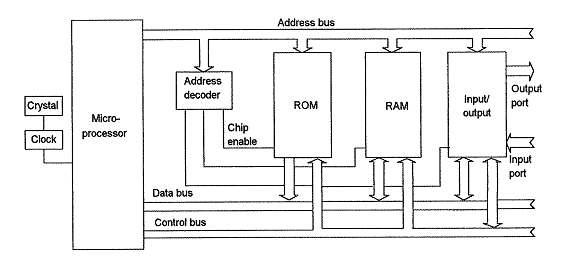 Address bus
Crystal
Clock
Micro-
processor
Address
decoder
Chip
enable
ROM
RAM
Input/
output
Output
port
Input
port
Data bus
Control bus